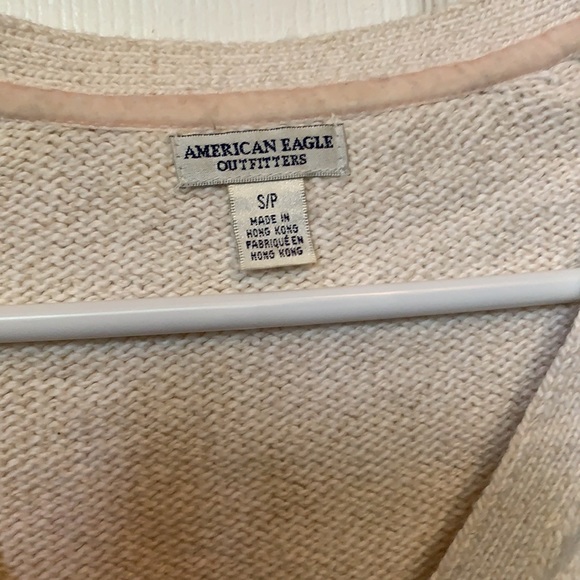 AMERICAN EAGLE
OUTFITTERS
S/P
MADE IN
HONG KONG
FABRIQUÉ EN
HONG KONG